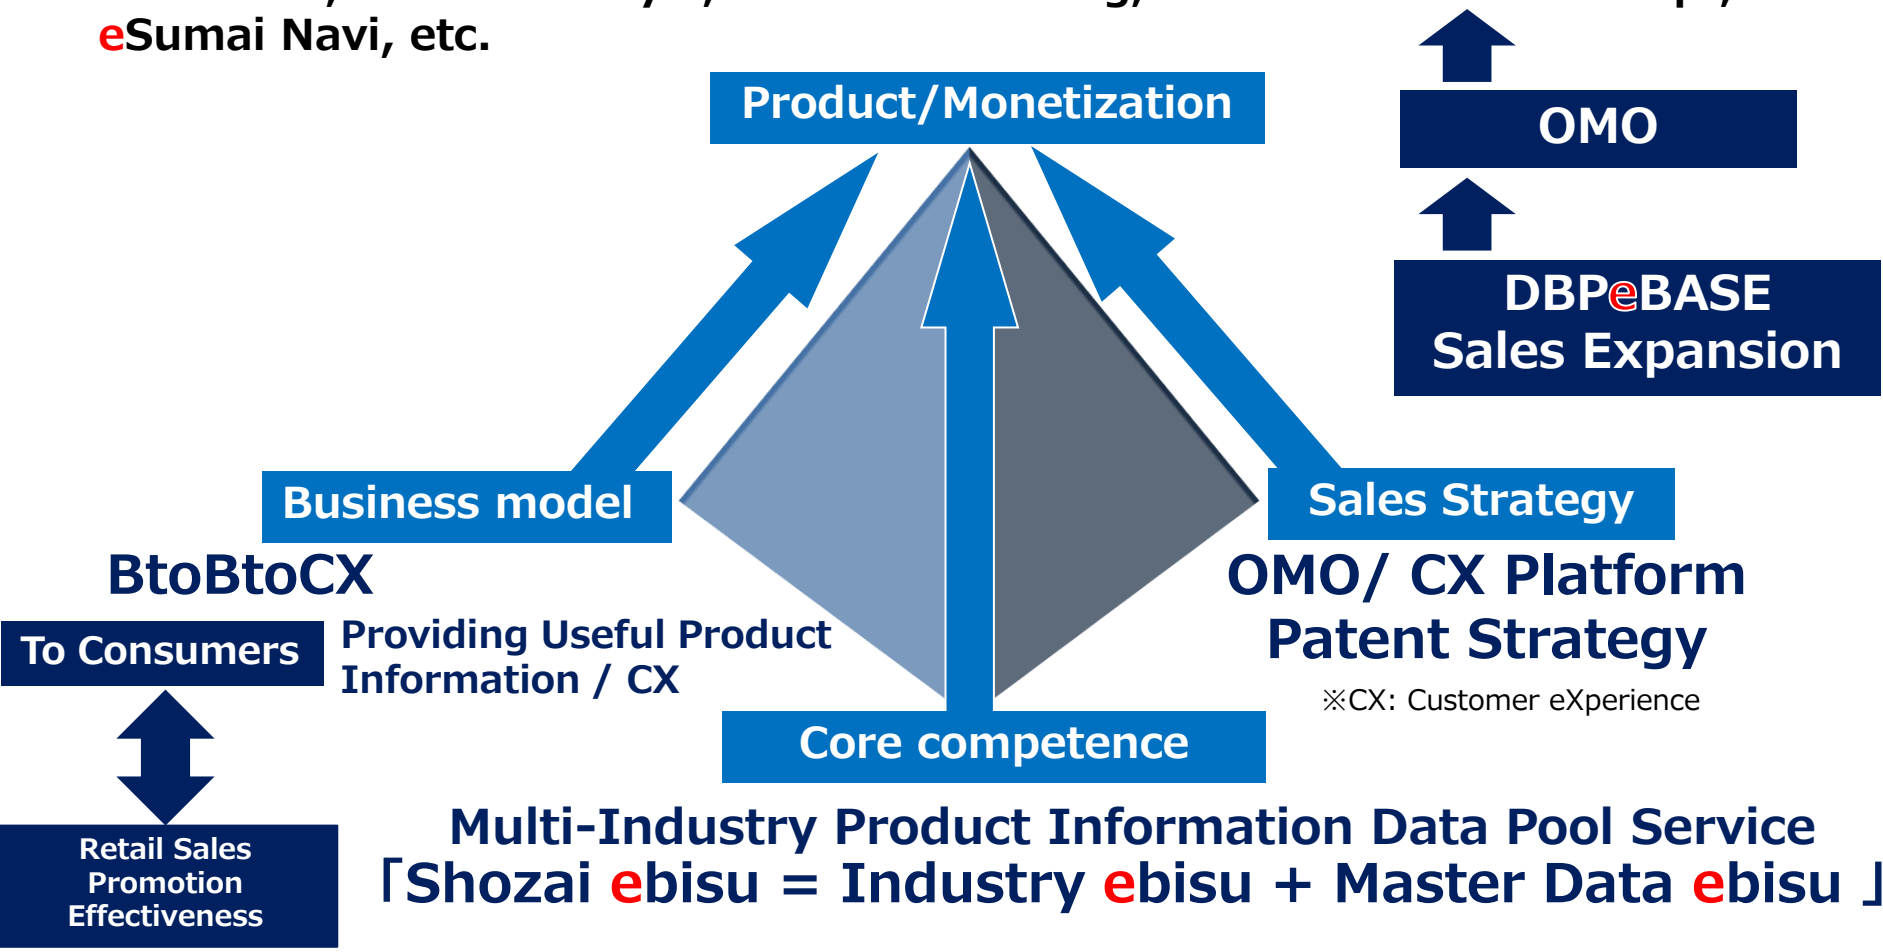 eSumai Navi, etc.
Product/Monetization
OMO
DBPeBASE
Sales Expansion
Business model
Sales Strategy
BtoBtoCX
OMO/ CX Platform
Patent Strategy
To Consumers
Providing Useful Product
Information / CX
※CX: Customer eXperience
Core competence
Retail Sales
Promotion
Effectiveness
Multi-Industry Product Information Data Pool Service
「Shozai ebisu = Industry ebisu + Master Data ebisu 」